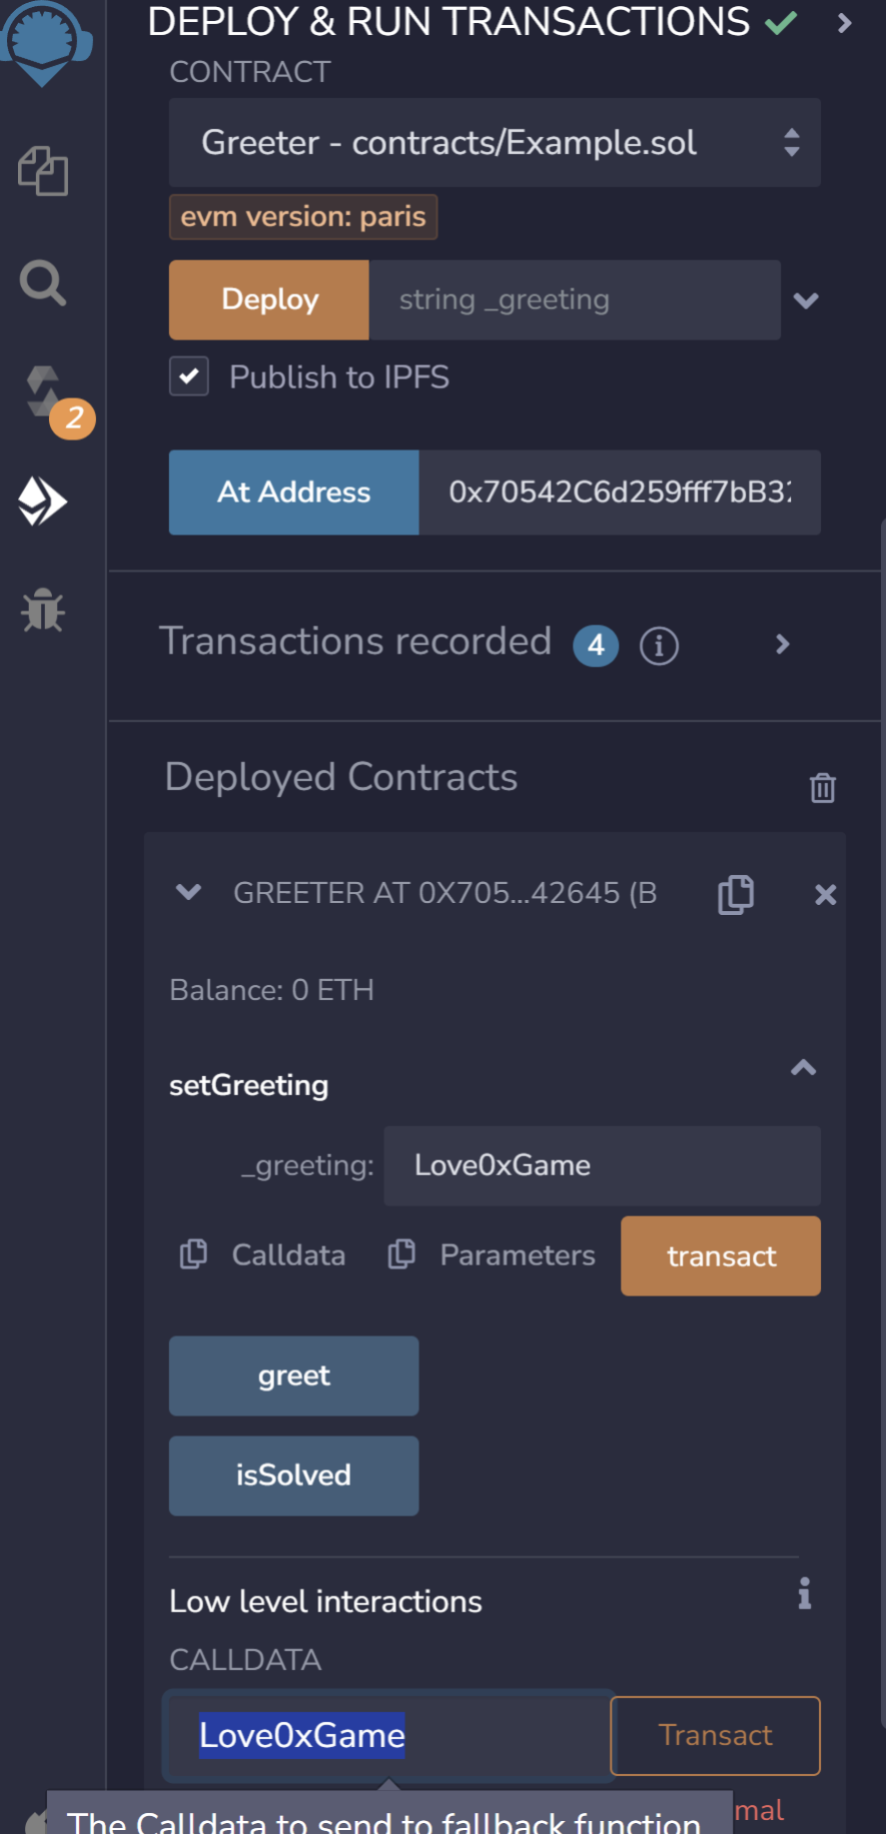 DEPLOY & RUN TRANSACTIONS
CONTRACT
Greeter - contracts/Example.sol
evm version: paris
Deploy string _greeting
Publish to IPFS
2
At Address 0x70542C6d259fff7bB3
Transactions recorded 4
Deployed Contracts
GREETER AT 0X705...42645 (B
Balance: 0 ETH
setGreeting
_greeting: Love0xGame
Calldata Parameters transact
greet
isSolved
Low level interactions
CALLDATA
Love0xGame Transact
The Calldata to send to fallback function mal